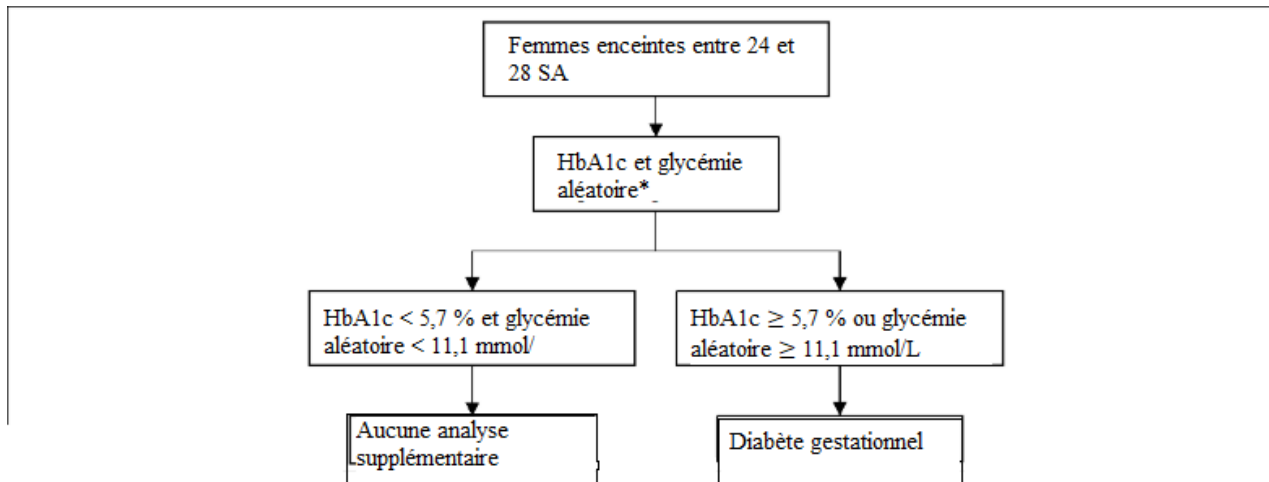 Femmes enceintes entre 24 et
28 SA
HbA1c et glycémie
aléatoire*
HbA1c < 5,7 % et glycémie
aléatoire < 11,1 mmol/
HbA1c ≥ 5,7 % ou glycémie
aléatoire ≥ 11,1 mmol/L
Aucune analyse
supplémentaire
Diabète gestationnel